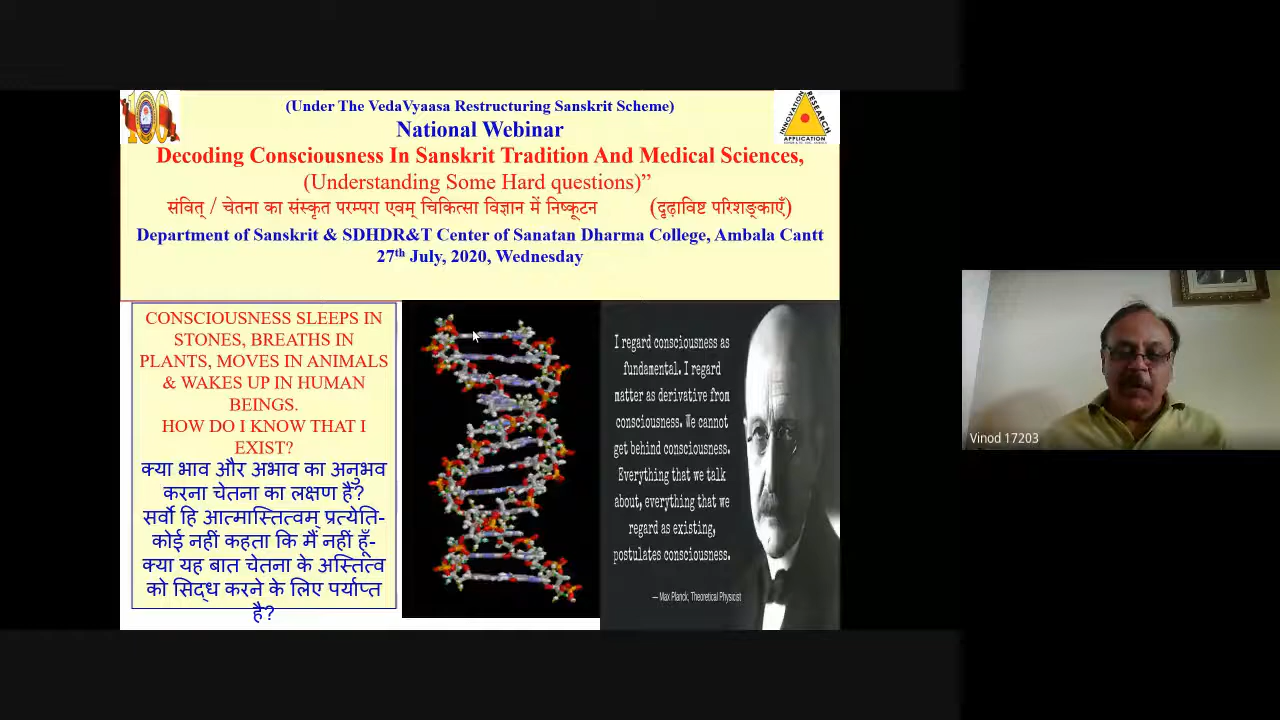 (Under The VedaVyaasa Restructuring Sanskrit Scheme)
National Webinar
Decoding Consciousness In Sanskrit Tradition And Medical Sciences,
(Understanding Some Hard questions)”
संवित् / चेतना का संस्कृत परम्परा एवम् चिकित्सा विज्ञान में निष्कूटन (दृढ़ाविष्ट परिशङ्काएँ)
Department of Sanskrit & SDHDR&T Center of Sanatan Dharma College, Ambala Cantt
27th July, 2020, Wednesday
100
INNOVATION
RESEARCH
APPLICATION
CONSCIOUSNESS SLEEPS IN
STONES, BREATHS IN
PLANTS, MOVES IN ANIMALS
& WAKES UP IN HUMAN
BEINGS.
HOW DO I KNOW THAT I
EXIST?
क्या भाव और अभाव का अनुभव
करना चेतना का लक्षण है?
सर्वो हि आत्मास्तित्वम् प्रत्येति-
कोई नहीं कहता कि मैं नहीं हूँ-
क्या यह बात चेतना के अस्तित्व
को सिद्ध करने के लिए पर्याप्त
है?
I regard consciousness as
fundamental. I regard
matter as derivative from
consciousness. We cannot
get behind consciousness.
Everything that we talk
about, everything that we
regard as existing,
postulates consciousness.
— Max Planck, Theoretical Physicist
Vinod 17203